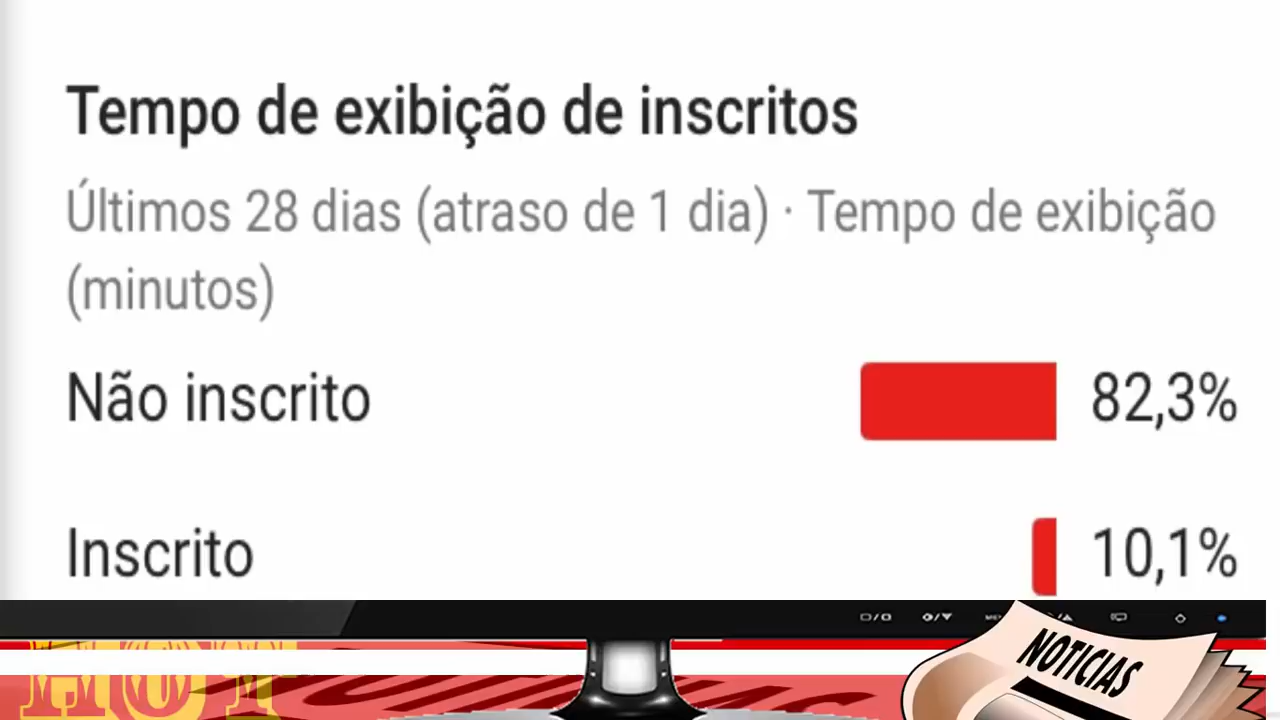 Tempo de exibição de inscritos
Últimos 28 dias (atraso de 1 dia) · Tempo de exibição
(minutos)
Não inscrito 82,3%
Inscrito 10,1%
NOTICIAS
HOT